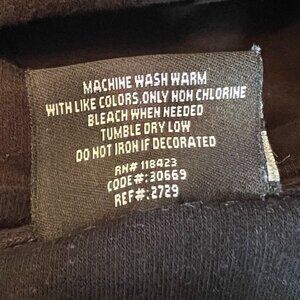 MACHINE WASH WARM
WITH LIKE COLORS,ONLY NON CHLORINE
BLEACH WHEN NEEDED
TUMBLE DRY LOW
DO NOT IRON IF DECORATED
RN# 118423
CODE#:30669
REF#:2729